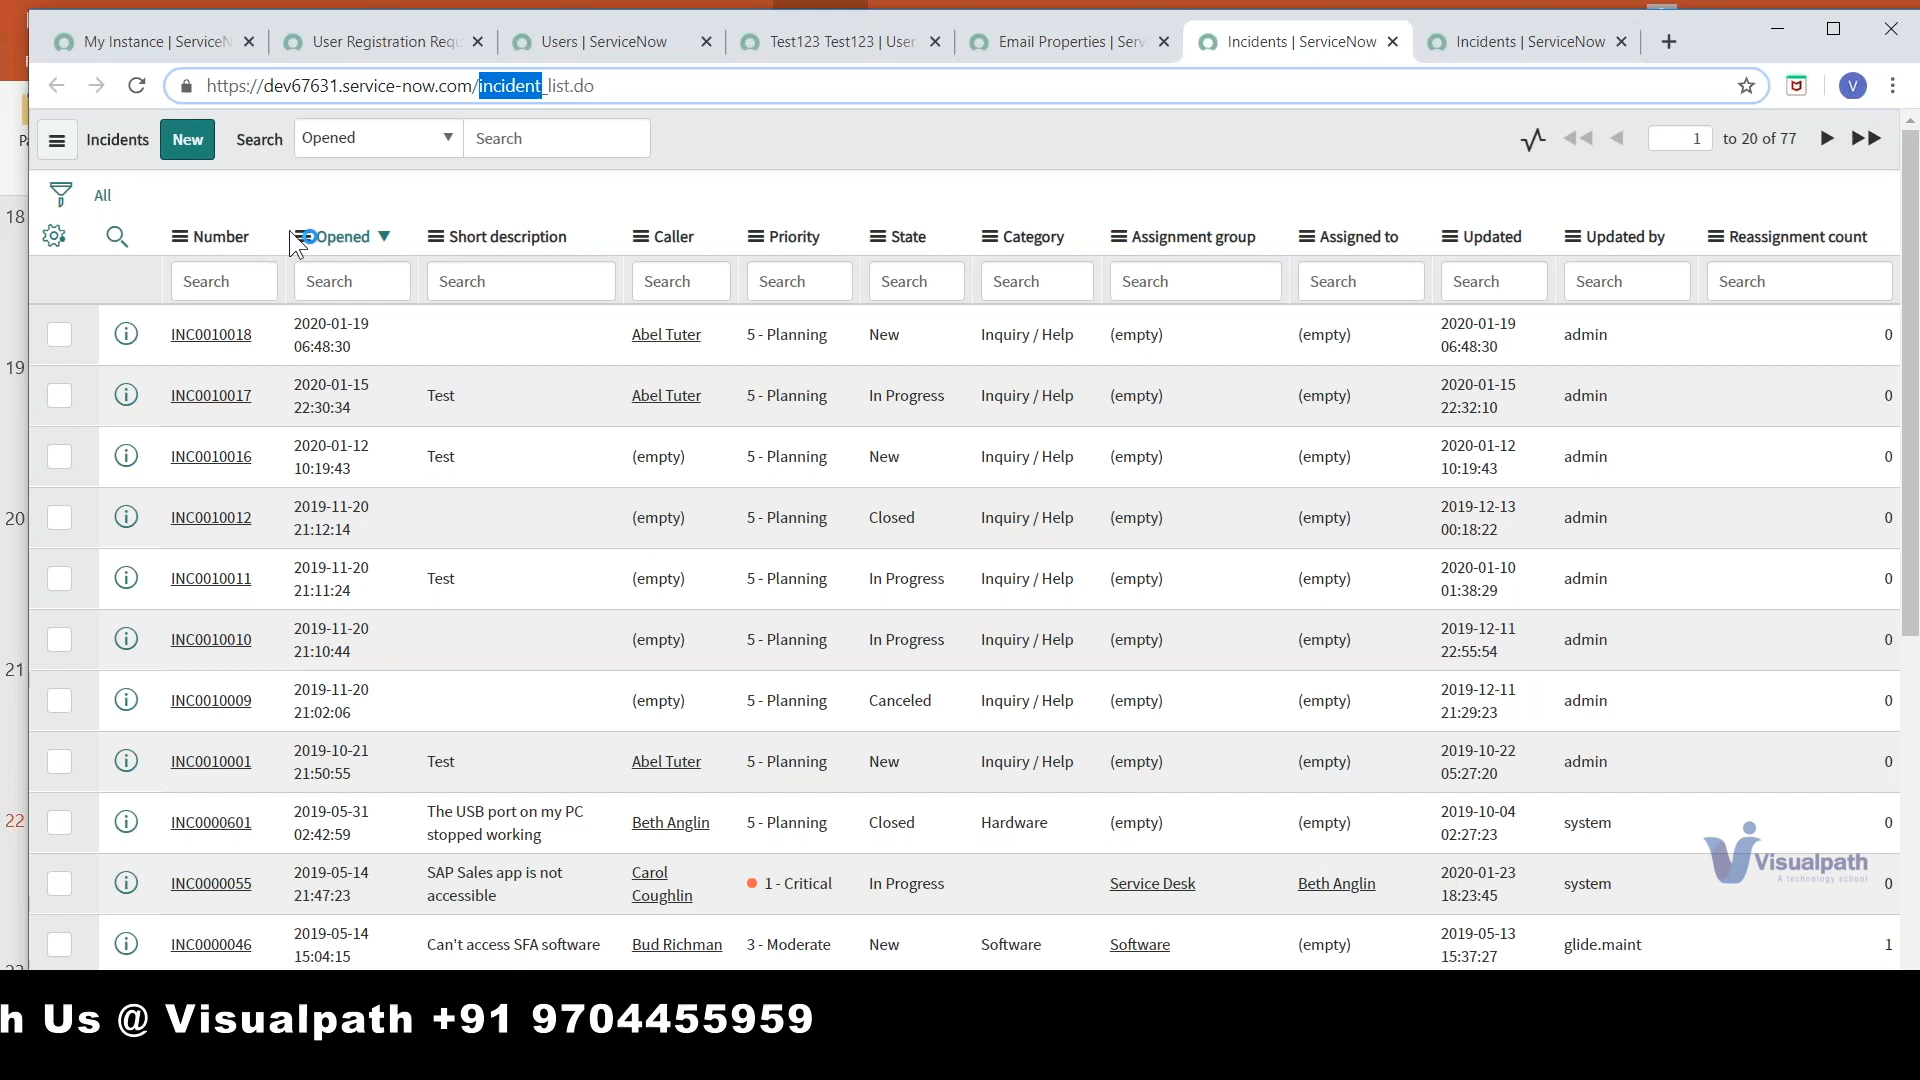 My Instance | ServiceN
User Registration Requ
Users | ServiceNow
Test123 Test123 | User
Email Properties | Serv
Incidents | ServiceNow
Incidents | ServiceNow
https://dev67631.service-now.com/incident_list.do
V
Incidents New Search Opened Search 1 to 20 of 77
All
Number Opened Short description Caller Priority State Category Assignment group Assigned to Updated Updated by Reassignment count
Search Search Search Search Search Search Search Search Search Search Search Search
INC0010018 2020-01-19 06:48:30 Abel Tuter 5 - Planning New Inquiry / Help (empty) (empty) 2020-01-19 06:48:30 admin 0
INC0010017 2020-01-15 22:30:34 Test Abel Tuter 5 - Planning In Progress Inquiry / Help (empty) (empty) 2020-01-15 22:32:10 admin 0
INC0010016 2020-01-12 10:19:43 Test (empty) 5 - Planning New Inquiry / Help (empty) (empty) 2020-01-12 10:19:43 admin 0
INC0010012 2019-11-20 21:12:14 (empty) 5 - Planning Closed Inquiry / Help (empty) (empty) 2019-12-13 00:18:22 admin 0
INC0010011 2019-11-20 21:11:24 Test (empty) 5 - Planning In Progress Inquiry / Help (empty) (empty) 2020-01-10 01:38:29 admin 0
INC0010010 2019-11-20 21:10:44 (empty) 5 - Planning In Progress Inquiry / Help (empty) (empty) 2019-12-11 22:55:54 admin 0
INC0010009 2019-11-20 21:02:06 (empty) 5 - Planning Canceled Inquiry / Help (empty) (empty) 2019-12-11 21:29:23 admin 0
INC0010001 2019-10-21 21:50:55 Test Abel Tuter 5 - Planning New Inquiry / Help (empty) (empty) 2019-10-22 05:27:20 admin 0
INC0000601 2019-05-31 02:42:59 The USB port on my PC stopped working Beth Anglin 5 - Planning Closed Hardware (empty) (empty) 2019-10-04 02:27:23 system 0
INC0000055 2019-05-14 21:47:23 SAP Sales app is not accessible Carol Coughlin 1 - Critical In Progress Service Desk Beth Anglin 2020-01-23 18:23:45 system 0
INC0000046 2019-05-14 15:04:15 Can't access SFA software Bud Richman 3 - Moderate New Software Software (empty) 2019-05-13 15:37:27 glide.maint 1
18
19
20
21
22
Visualpath
A technology school
h Us @ Visualpath +91 9704455959